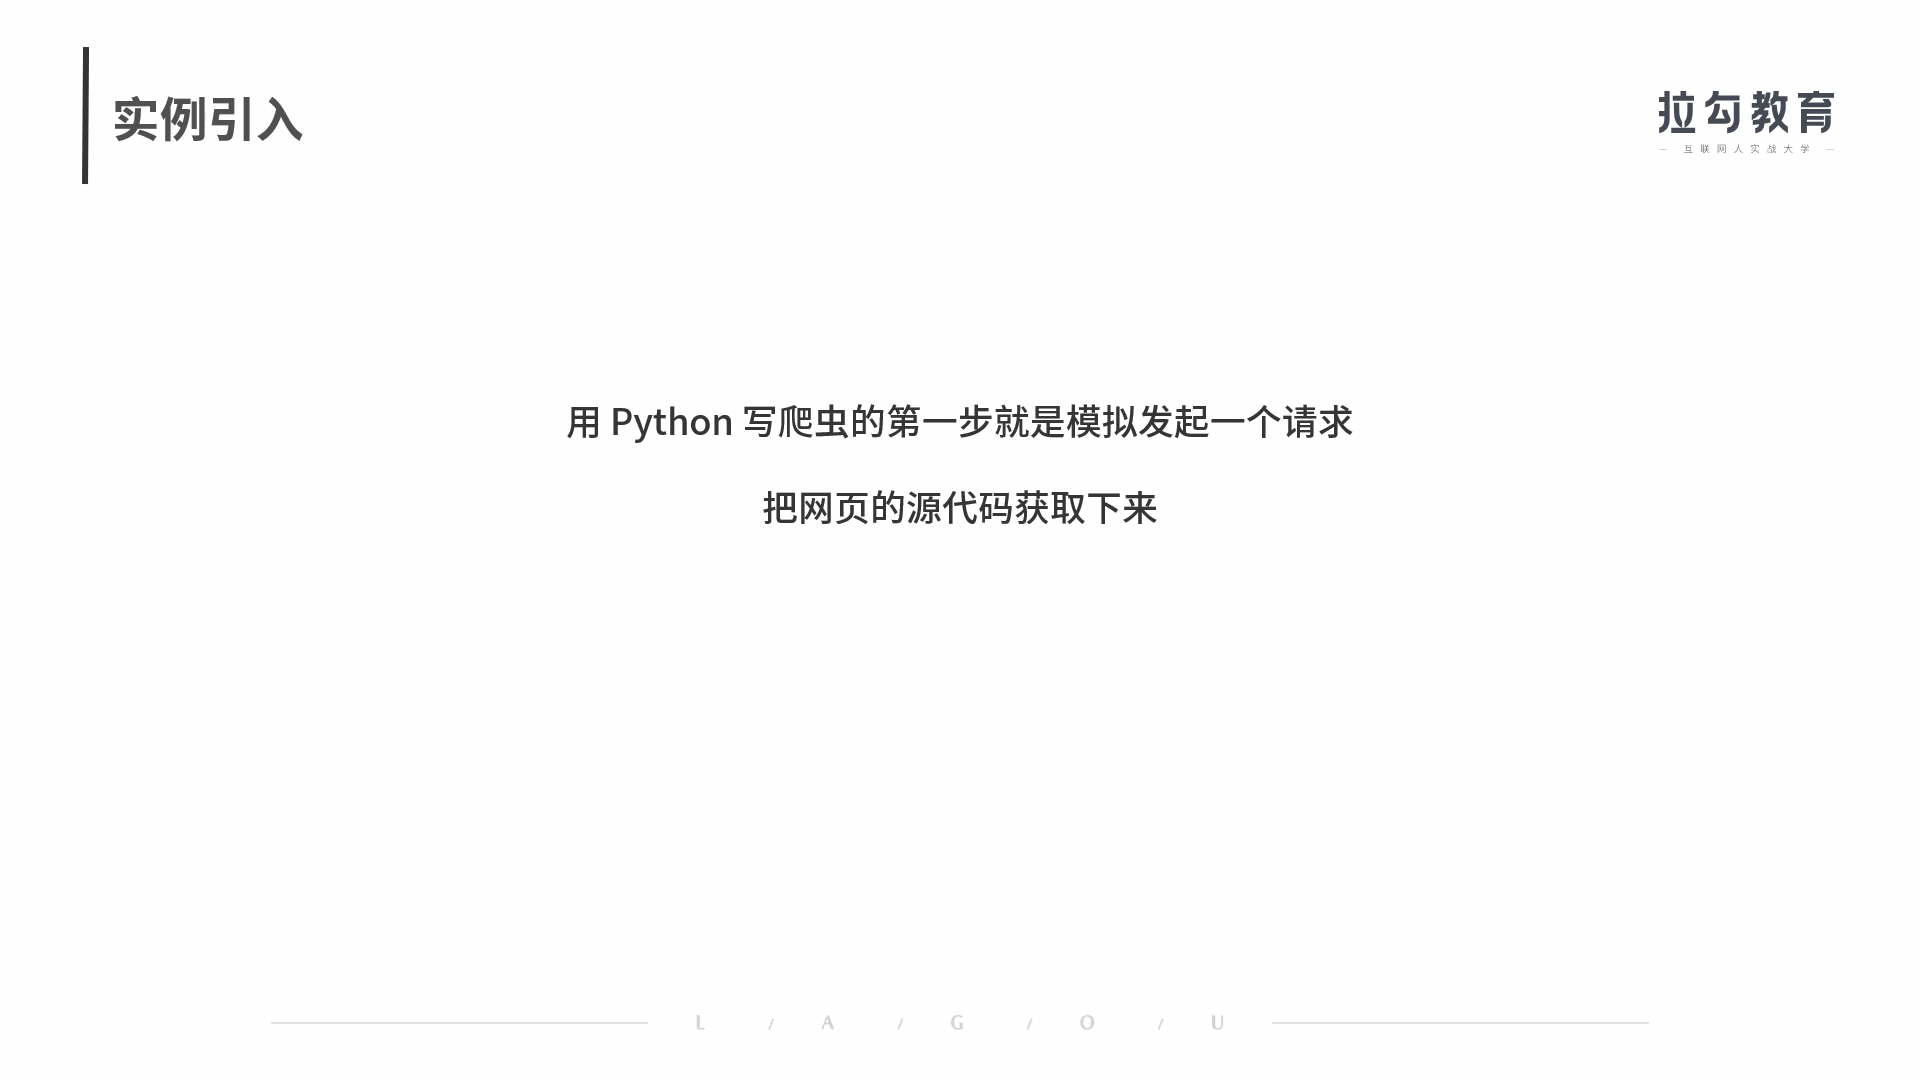 实例引入
拉勾教育
— 互联网人实战大学 —
用 Python 写爬虫的第一步就是模拟发起一个请求
把网页的源代码获取下来
L / A / G / O / U